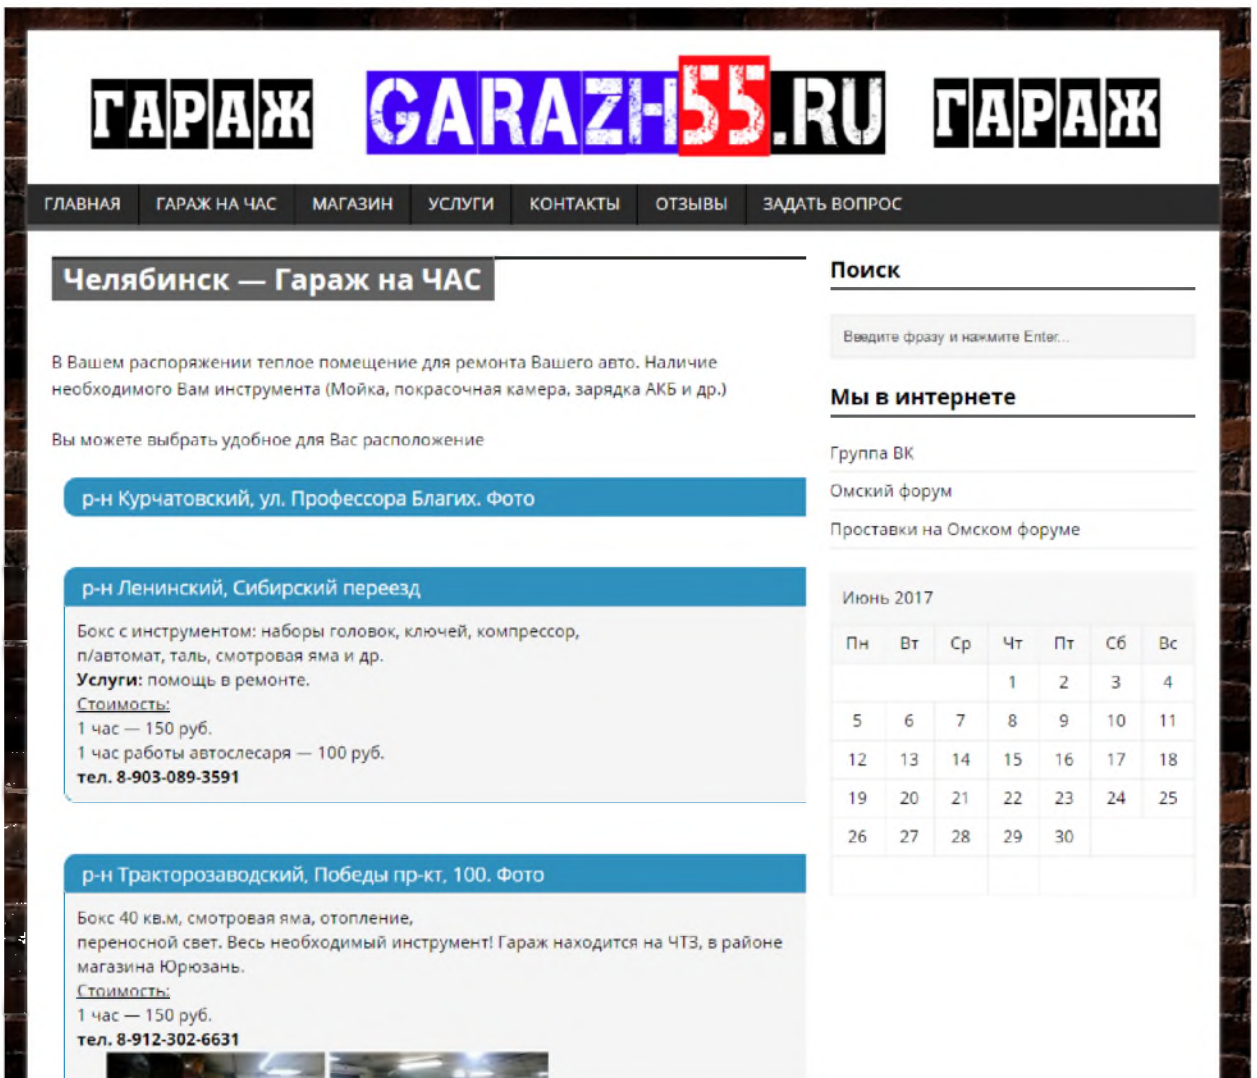 ГАРАЖ GARAZH55.RU ГАРАЖ
ГЛАВНАЯ ГАРАЖ НА ЧАС МАГАЗИН УСЛУГИ КОНТАКТЫ ОТЗЫВЫ ЗАДАТЬ ВОПРОС
Челябинск — Гараж на ЧАС
В Вашем распоряжении теплое помещение для ремонта Вашего авто. Наличие
необходимого Вам инструмента (Мойка, покрасочная камера, зарядка АКБ и др.)
Вы можете выбрать удобное для Вас расположение
р-н Курчатовский, ул. Профессора Благих. Фото
р-н Ленинский, Сибирский переезд
Бокс с инструментом: наборы головок, ключей, компрессор,
п/автомат, таль, смотровая яма и др.
Услуги: помощь в ремонте.
Стоимость:
1 час — 150 руб.
1 час работы автослесаря — 100 руб.
тел. 8-903-089-3591
р-н Тракторозаводский, Победы пр-кт, 100. Фото
Бокс 40 кв.м, смотровая яма, отопление,
переносной свет. Весь необходимый инструмент! Гараж находится на ЧТЗ, в районе
магазина Юрюзань.
Стоимость:
1 час — 150 руб.
тел. 8-912-302-6631
Поиск
Введите фразу и нажмите Enter...
Мы в интернете
Группа ВК
Омский форум
Проставки на Омском форуме
Июнь 2017
Пн Вт Ср Чт Пт Сб Вс
1 2 3 4
5 6 7 8 9 10 11
12 13 14 15 16 17 18
19 20 21 22 23 24 25
26 27 28 29 30